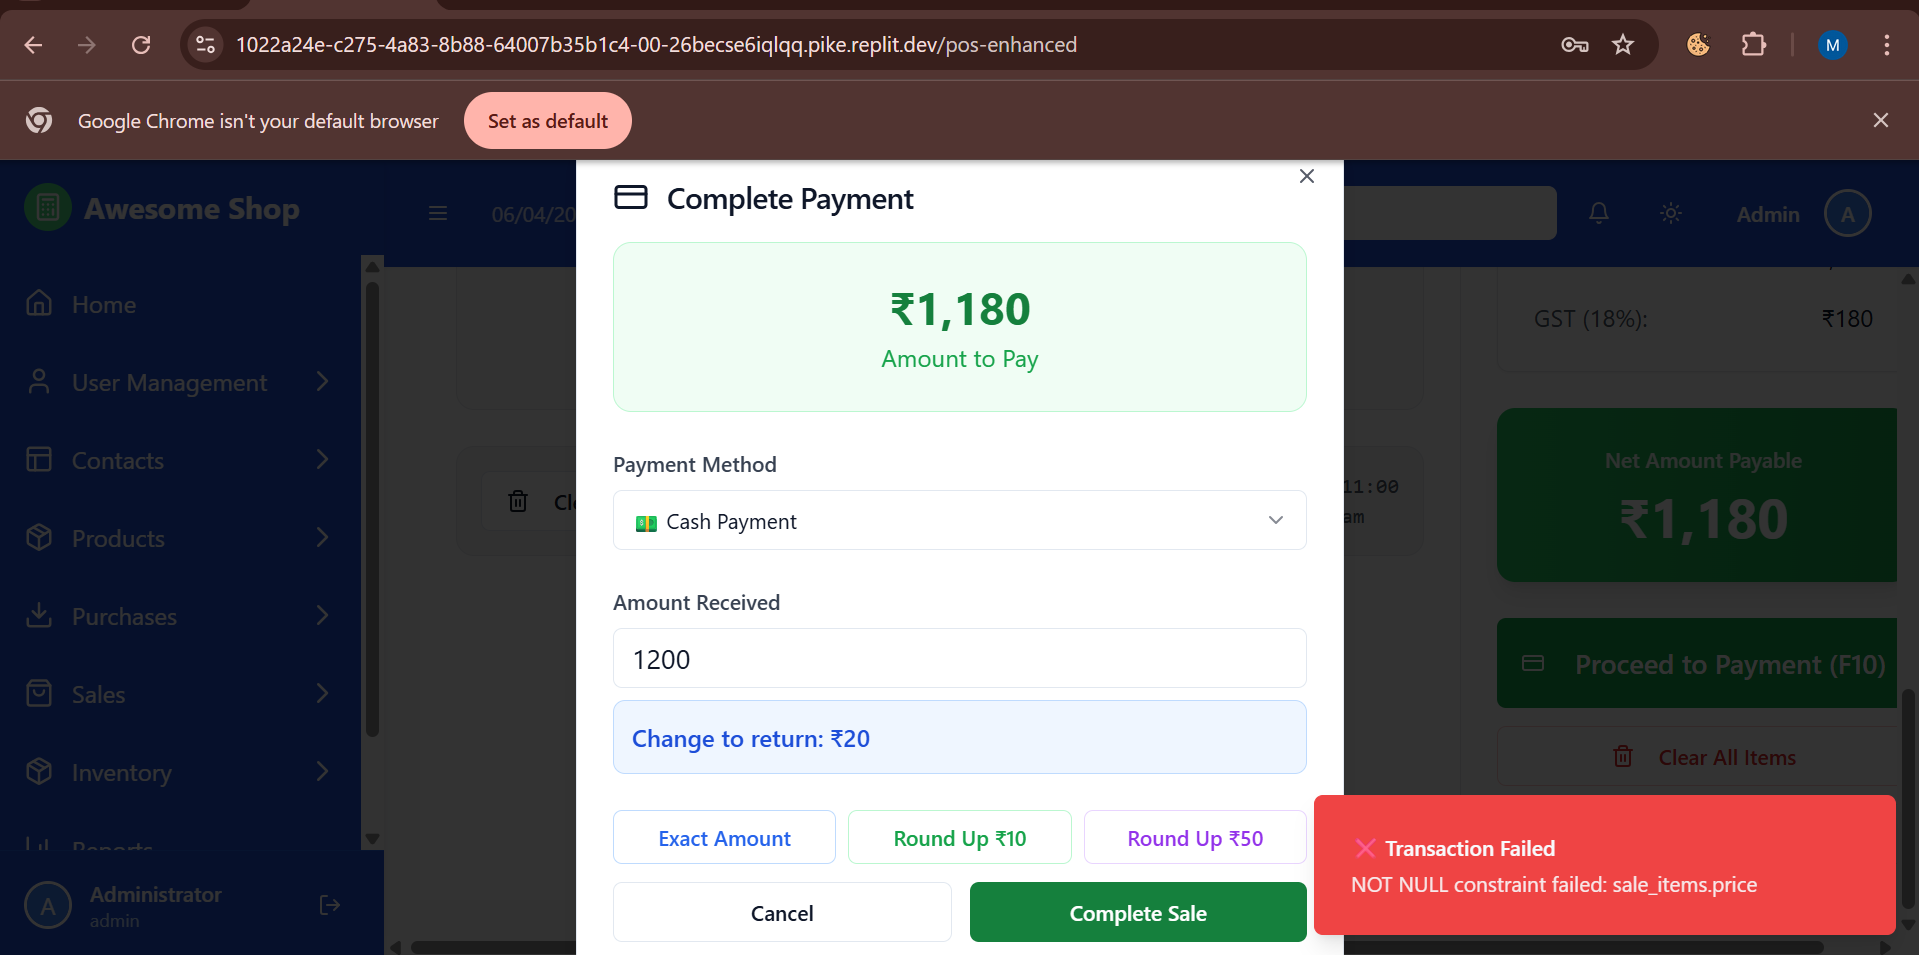 1022a24e-c275-4a83-8b88-64007b35b1c4-00-26becse6iqlqq.pike.replit.dev/pos-enhanced
M
Google Chrome isn't your default browser
Set as default
Awesome Shop
06/04/20
Admin
A
Home
User Management
Contacts
Products
Purchases
Sales
Inventory
Reports
A
Administrator
admin
Complete Payment
₹1,180
Amount to Pay
Payment Method
Cash Payment
Amount Received
1200
Change to return: ₹20
Exact Amount
Round Up ₹10
Round Up ₹50
Cancel
Complete Sale
11:00
am
GST (18%):
₹180
Net Amount Payable
₹1,180
Proceed to Payment (F10)
Clear All Items
Transaction Failed
NOT NULL constraint failed: sale_items.price